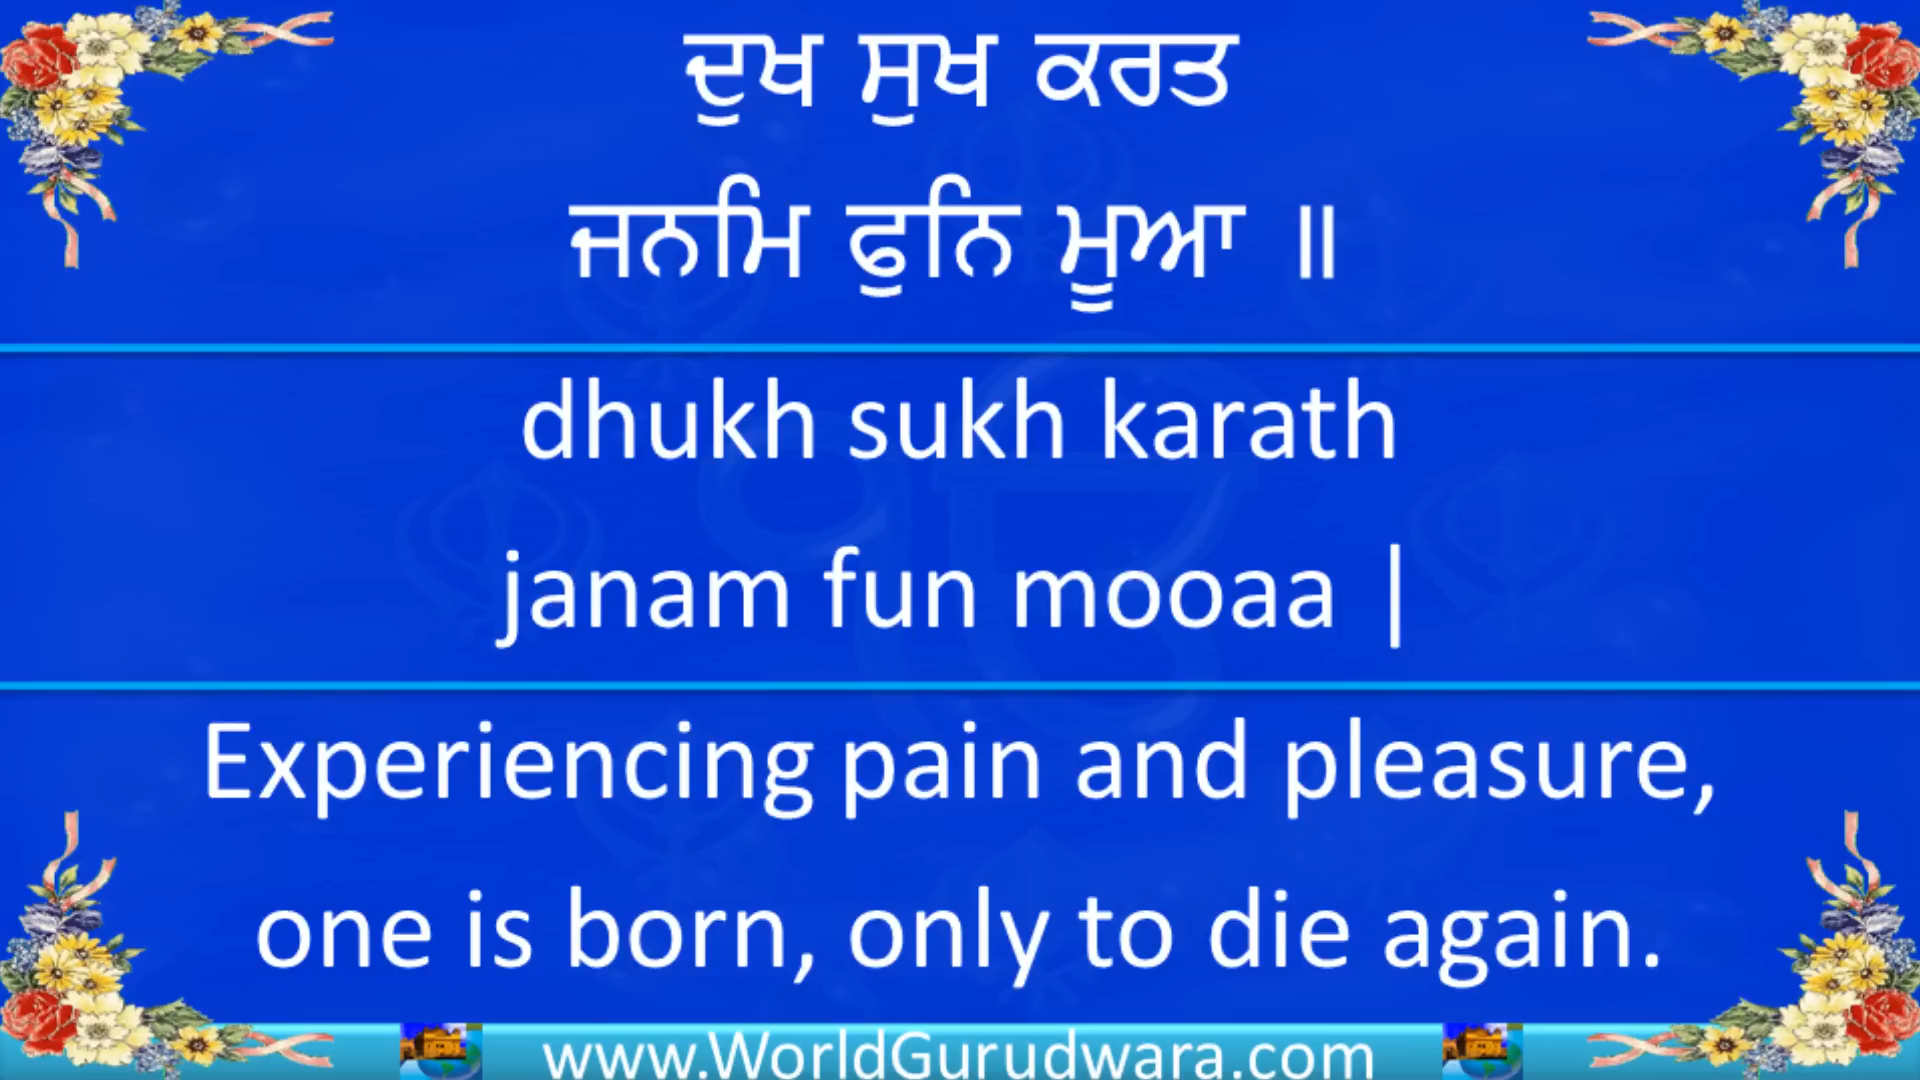 ਦੁਖ ਸੁਖ ਕਰਤ
ਜਨਮਿ ਫੁਨਿ ਮੂਆ ॥
dhukh sukh karath
janam fun mooaa |
Experiencing pain and pleasure,
one is born, only to die again.
www.WorldGurudwara.com